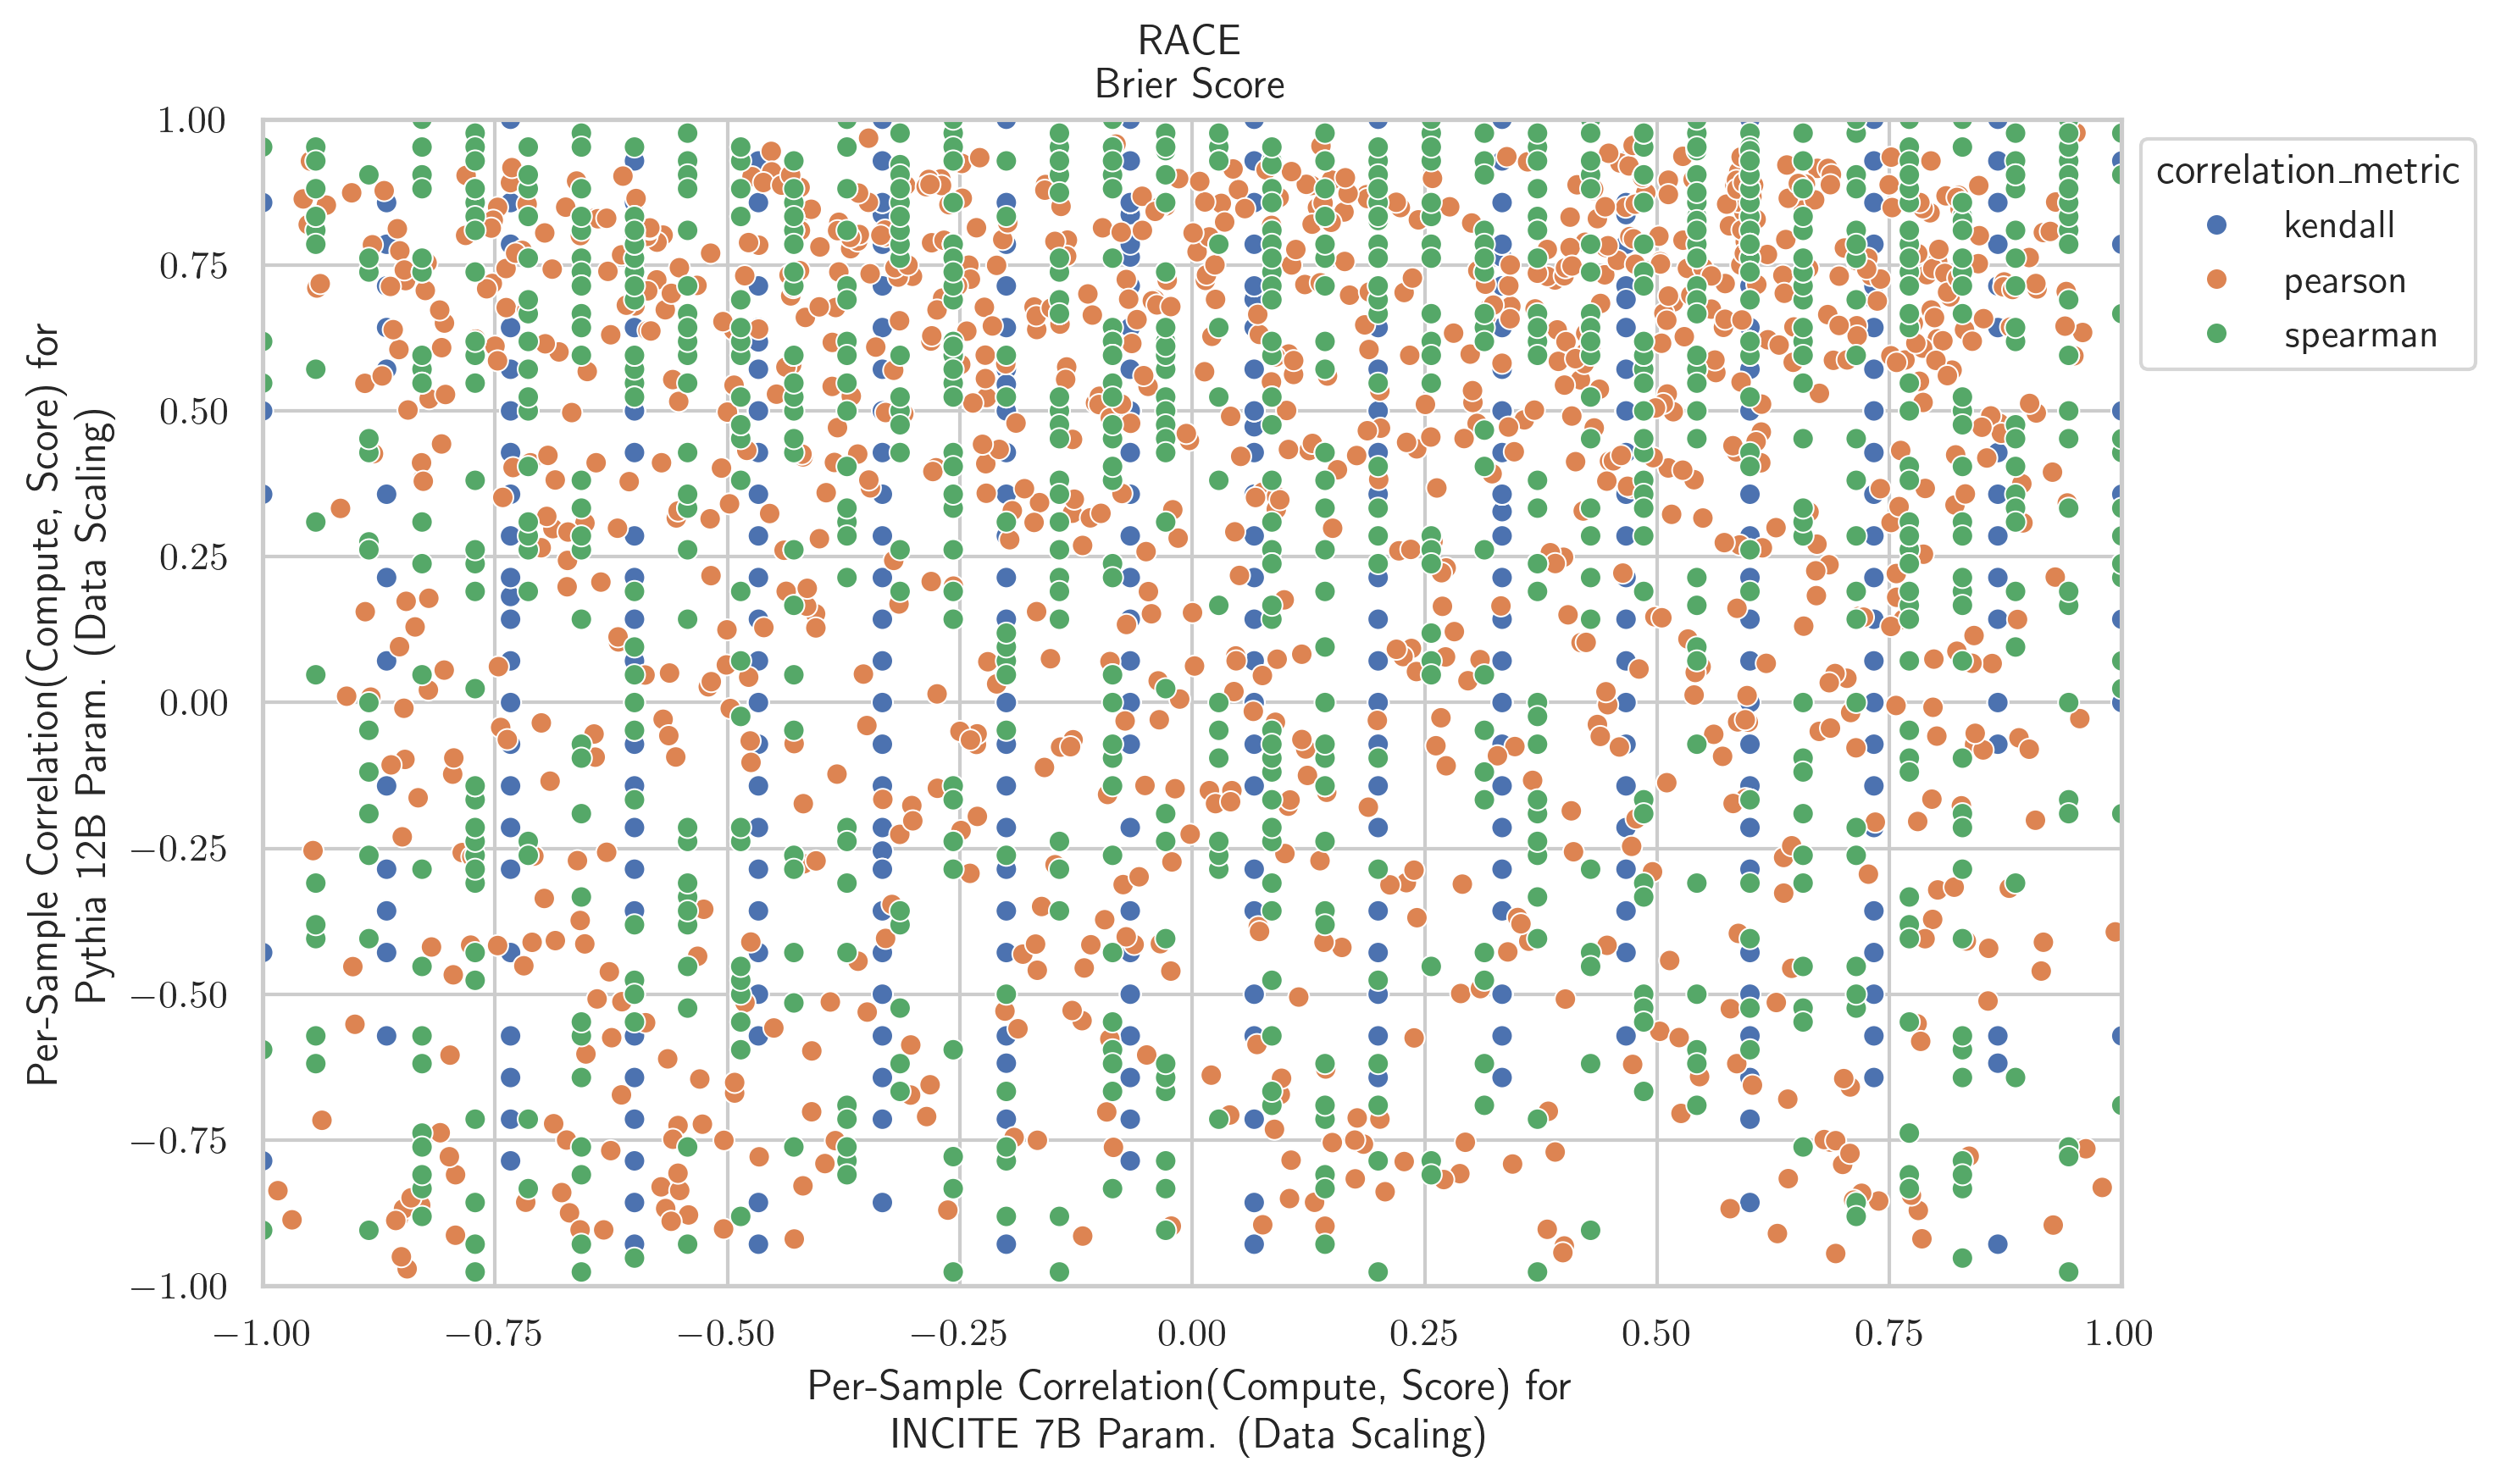 RACE
Brier Score
Per-Sample Correlation(Compute, Score) for
Pythia 12B Param. (Data Scaling)
1.00
0.75
0.50
0.25
0.00
−0.25
−0.50
−0.75
−1.00
−1.00 −0.75 −0.50 −0.25 0.00 0.25 0.50 0.75 1.00
Per-Sample Correlation(Compute, Score) for
INCITE 7B Param. (Data Scaling)
correlation_metric
kendall
pearson
spearman